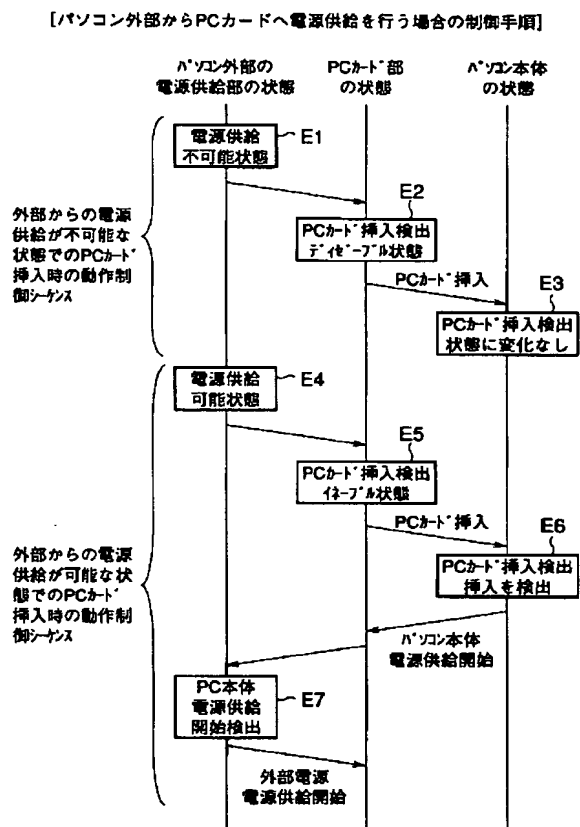 [パソコン外部からPCカードへ電源供給を行う場合の制御手順]
パソコン外部の
電源供給部の状態
PCカード部
の状態
パソコン本体
の状態
電源供給
不可能状態
E1
外部からの電源
供給が不可能な
状態でのPCカード
挿入時の動作制
御シーケンス
E2
PCカード挿入検出
ディゼーブル状態
PCカード挿入
E3
PCカード挿入検出
状態に変化なし
電源供給
可能状態
E4
E5
PCカード挿入検出
イネーブル状態
PCカード挿入
E6
PCカード挿入検出
挿入を検出
外部からの電源
供給が可能な状
態でのPCカード
挿入時の動作制
御シーケンス
パソコン本体
電源供給開始
PC本体
電源供給
開始検出
E7
外部電源
電源供給開始